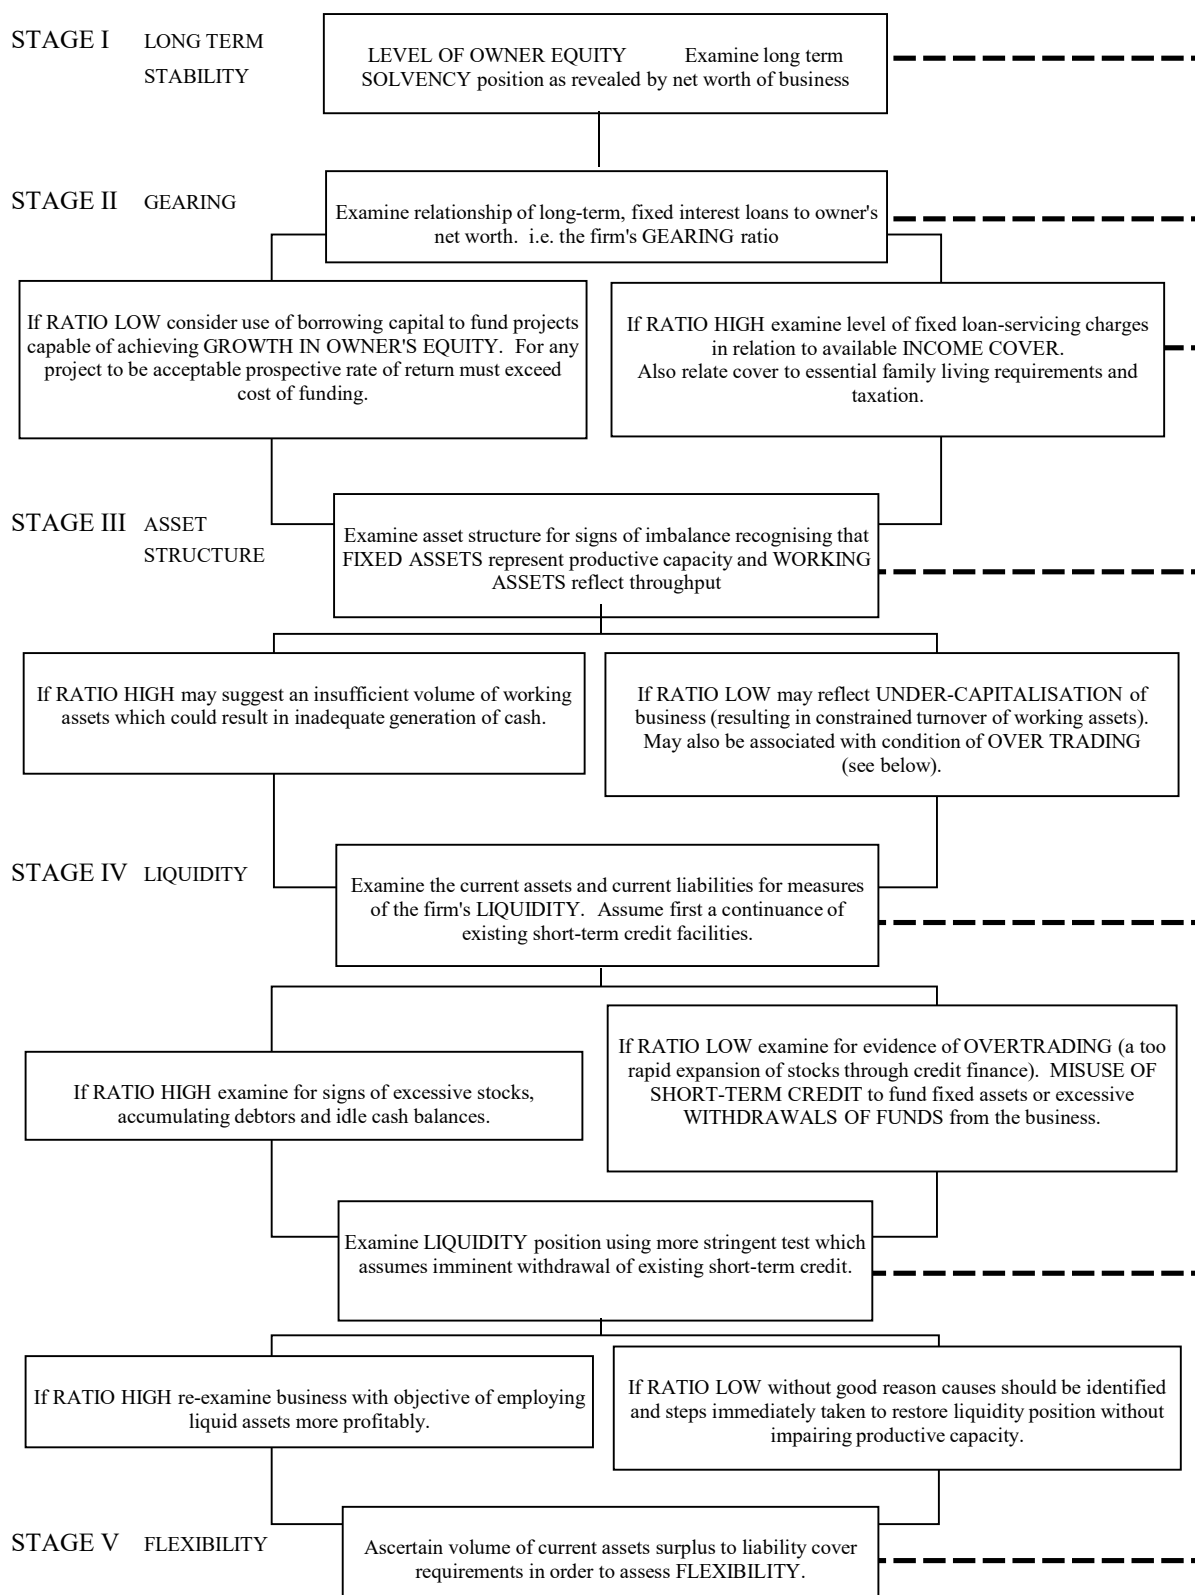 STAGE I LONG TERM
STABILITY
LEVEL OF OWNER EQUITY Examine long term
SOLVENCY position as revealed by net worth of business
STAGE II GEARING
Examine relationship of long-term, fixed interest loans to owner's
net worth. i.e. the firm's GEARING ratio
If RATIO LOW consider use of borrowing capital to fund projects
capable of achieving GROWTH IN OWNER'S EQUITY. For any
project to be acceptable prospective rate of return must exceed
cost of funding.
If RATIO HIGH examine level of fixed loan-servicing charges
in relation to available INCOME COVER.
Also relate cover to essential family living requirements and
taxation.
STAGE III ASSET
STRUCTURE
Examine asset structure for signs of imbalance recognising that
FIXED ASSETS represent productive capacity and WORKING
ASSETS reflect throughput
If RATIO HIGH may suggest an insufficient volume of working
assets which could result in inadequate generation of cash.
If RATIO LOW may reflect UNDER-CAPITALISATION of
business (resulting in constrained turnover of working assets).
May also be associated with condition of OVER TRADING
(see below).
STAGE IV LIQUIDITY
Examine the current assets and current liabilities for measures
of the firm's LIQUIDITY. Assume first a continuance of
existing short-term credit facilities.
If RATIO HIGH examine for signs of excessive stocks,
accumulating debtors and idle cash balances.
If RATIO LOW examine for evidence of OVERTRADING (a too
rapid expansion of stocks through credit finance). MISUSE OF
SHORT-TERM CREDIT to fund fixed assets or excessive
WITHDRAWALS OF FUNDS from the business.
Examine LIQUIDITY position using more stringent test which
assumes imminent withdrawal of existing short-term credit.
If RATIO HIGH re-examine business with objective of employing
liquid assets more profitably.
If RATIO LOW without good reason causes should be identified
and steps immediately taken to restore liquidity position without
impairing productive capacity.
STAGE V FLEXIBILITY
Ascertain volume of current assets surplus to liability cover
requirements in order to assess FLEXIBILITY.